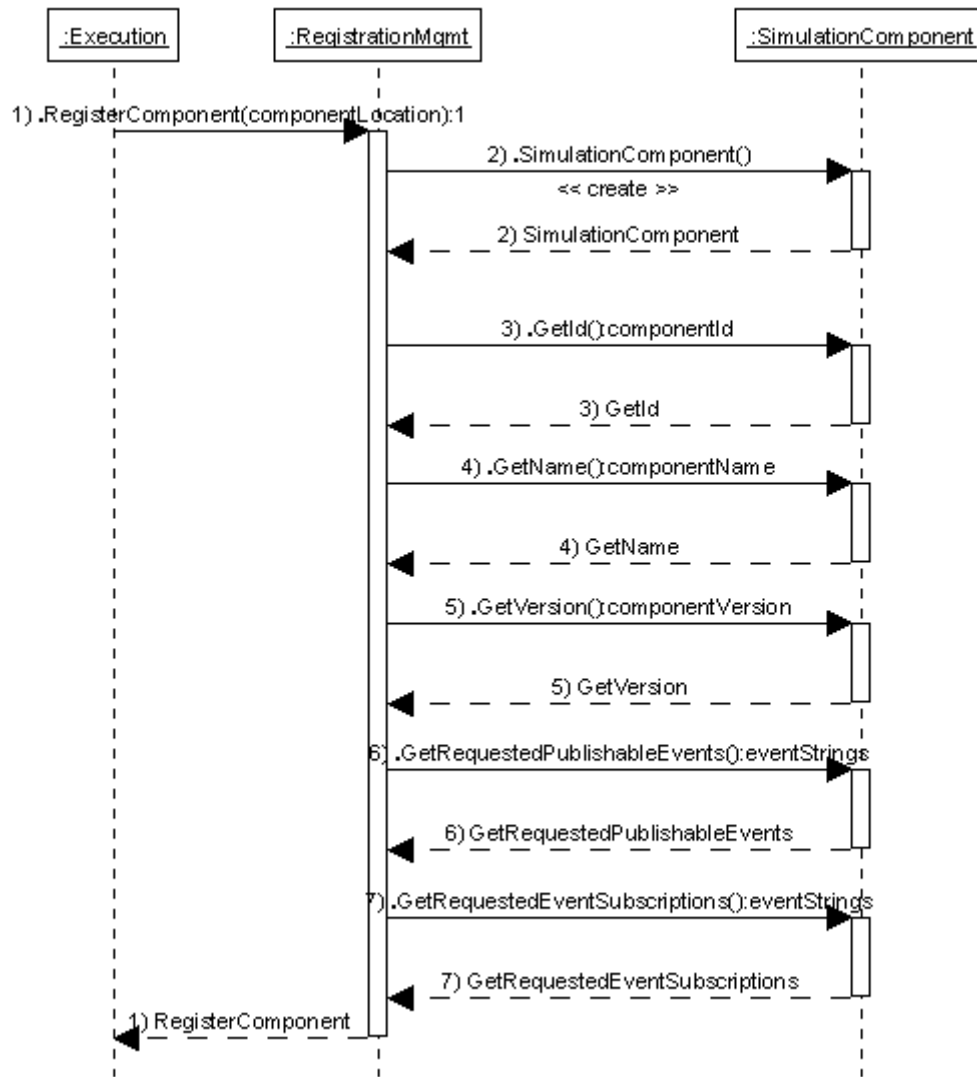 :Execution
:RegistrationMgmt
:SimulationComponent
1) .RegisterComponent(componentLocation):1
2) .SimulationComponent()
<< create >>
2) SimulationComponent
3) .GetId():componentId
3) GetId
4) .GetName():componentName
4) GetName
5) .GetVersion():componentVersion
5) GetVersion
6) .GetRequestedPublishableEvents():eventStrings
6) GetRequestedPublishableEvents
7) .GetRequestedEventSubscriptions():eventStrings
7) GetRequestedEventSubscriptions
1) RegisterComponent